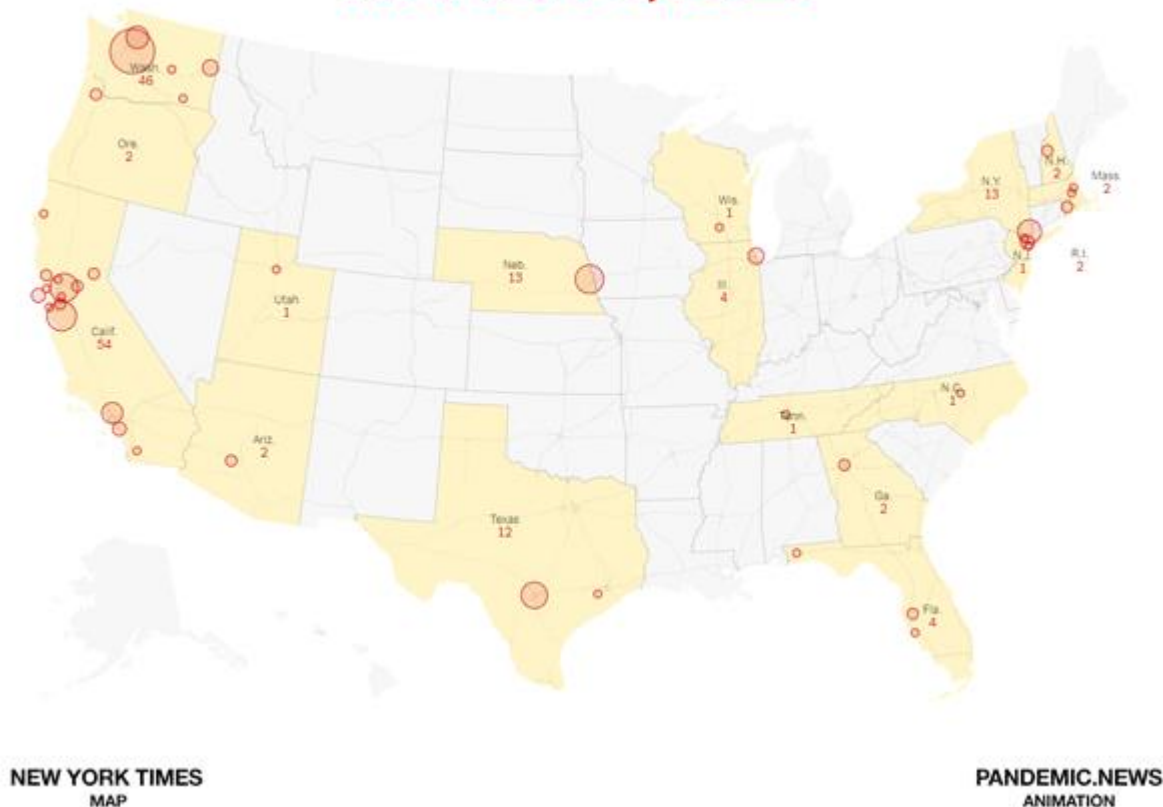 Wash.
46
Ore.
2
N.H.
2
Mass.
2
N.Y.
13
Wis.
1
N.J.
1
R.I.
2
Neb.
13
Ill.
4
Utah
1
Calif.
54
N.C.
1
Tenn.
1
Ariz.
2
Ga.
2
Texas
12
Fla.
4
NEW YORK TIMES
MAP
PANDEMIC.NEWS
ANIMATION